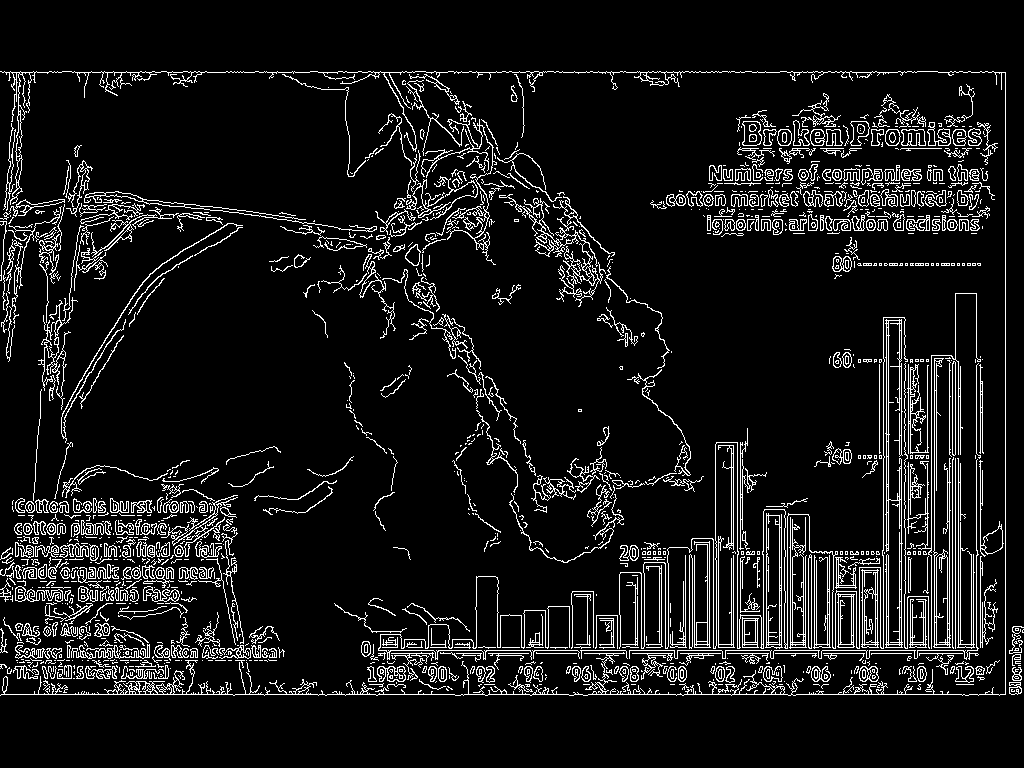 Broken Promises
Numbers of companies in the
cotton market that defaulted by
ignoring arbitration decisions
80
60
40
20
0
1988 '90 '92 '94 '96 '98 '00 '02 '04 '06 '08 '10 '12*
Cotton bols burst from a
cotton plant before
harvesting in a field of fair
trade organic cotton near
Benvar, Burkina Faso
*As of Aug. 20
Source: International Cotton Association
The Wall Street Journal
Bloomberg